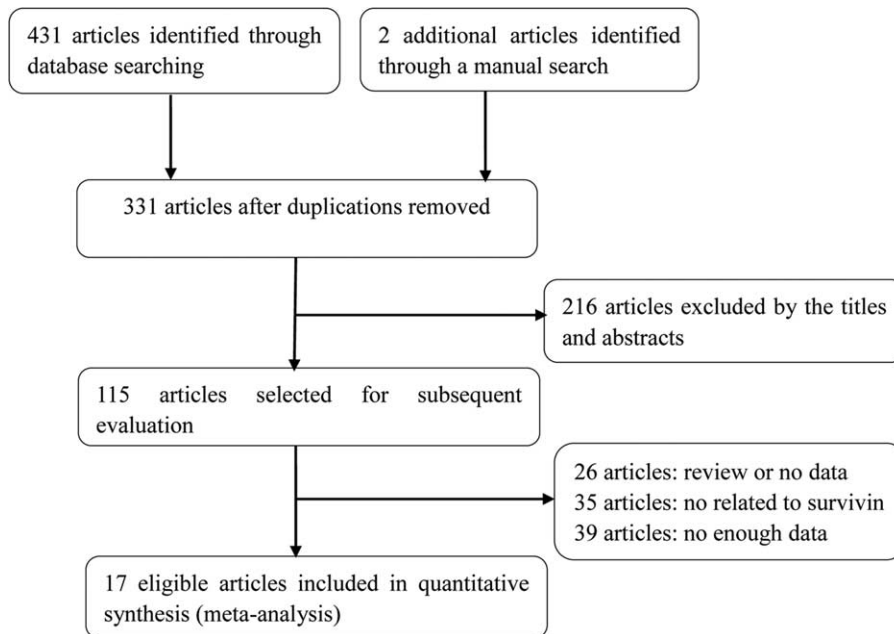 431 articles identified through
database searching
2 additional articles identified
through a manual search
331 articles after duplications removed
216 articles excluded by the titles
and abstracts
115 articles selected for subsequent
evaluation
26 articles: review or no data
35 articles: no related to survivin
39 articles: no enough data
17 eligible articles included in quantitative
synthesis (meta-analysis)